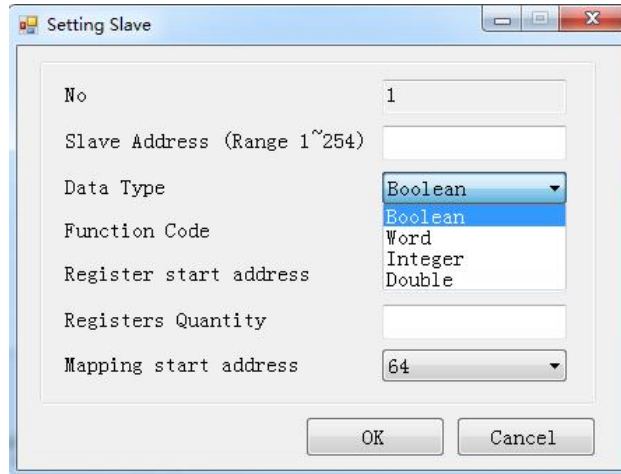 Setting Slave
No 1
Slave Address (Range 1~254)
Data Type Boolean
Boolean
Function Code Word
Integer
Register start address Double
Registers Quantity
Mapping start address 64
OK Cancel